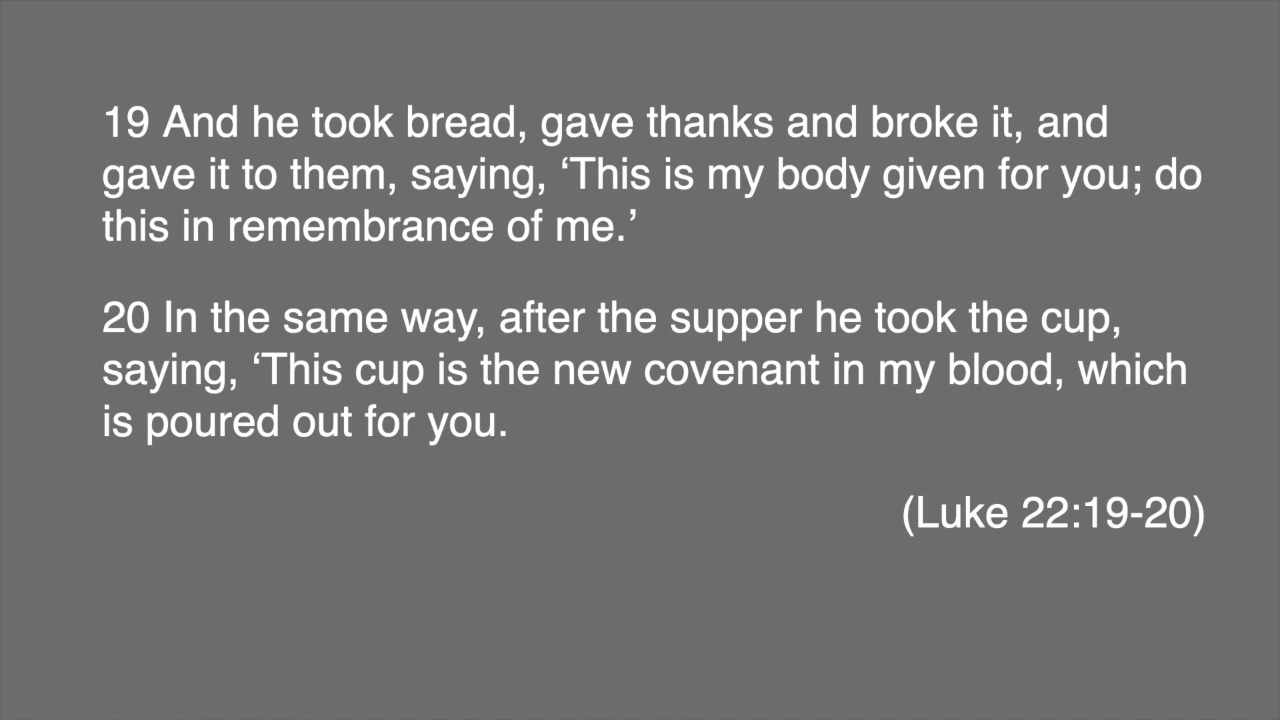 19 And he took bread, gave thanks and broke it, and
gave it to them, saying, ‘This is my body given for you; do
this in remembrance of me.’
20 In the same way, after the supper he took the cup,
saying, ‘This cup is the new covenant in my blood, which
is poured out for you.
(Luke 22:19-20)